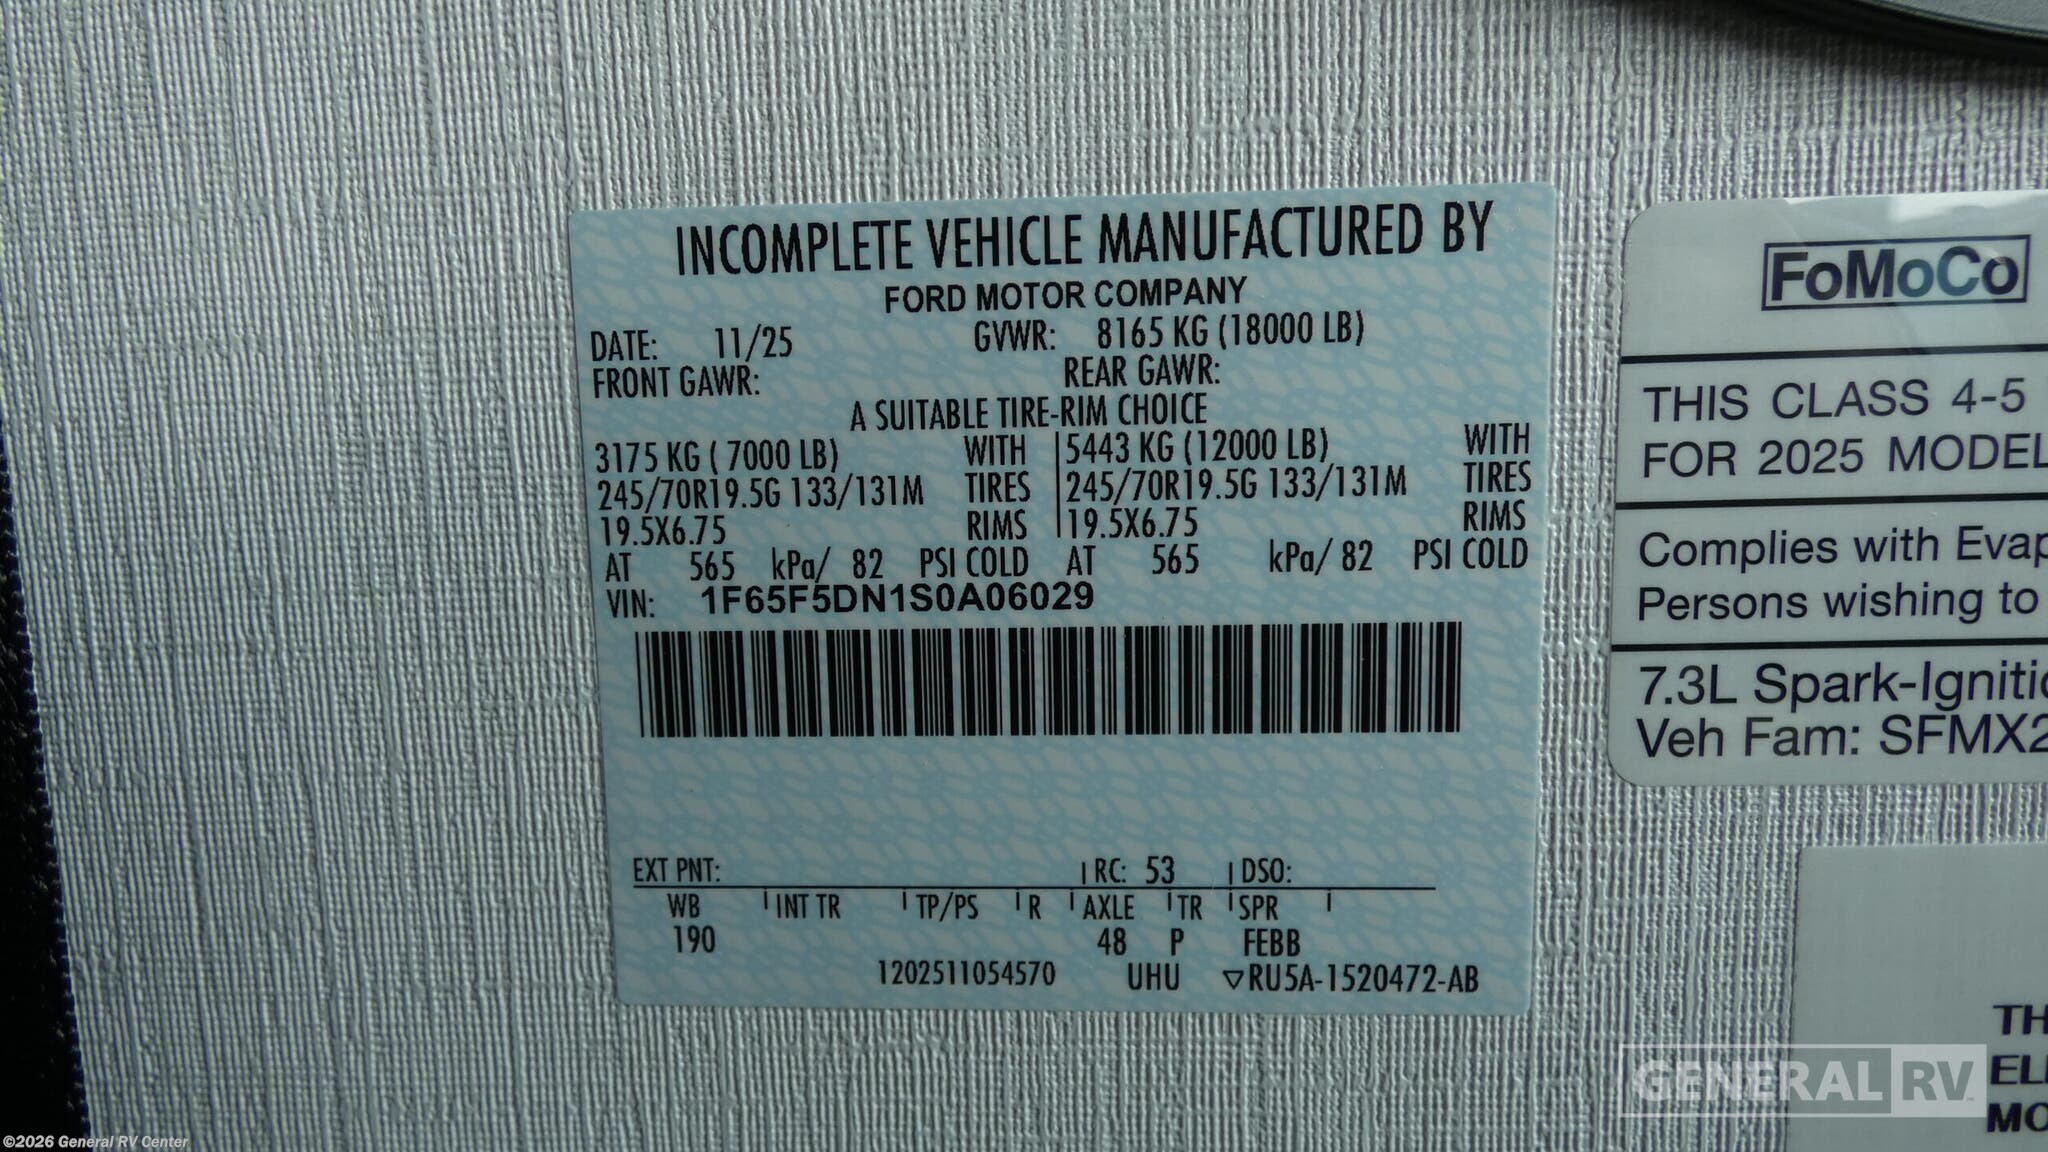 INCOMPLETE VEHICLE MANUFACTURED BY
FORD MOTOR COMPANY
DATE: 11/25 GVWR: 8165 KG (18000 LB)
FRONT GAWR: REAR GAWR:
A SUITABLE TIRE-RIM CHOICE
3175 KG ( 7000 LB) WITH 5443 KG (12000 LB) WITH
245/70R19.5G 133/131M TIRES 245/70R19.5G 133/131M TIRES
19.5X6.75 RIMS 19.5X6.75 RIMS
AT 565 kPa/ 82 PSI COLD AT 565 kPa/ 82 PSI COLD
VIN: 1F65F5DN1S0A06029
EXT PNT: RC: 53 DSO:
WB INT TR TP/PS R AXLE TR SPR
190 48 P FEBB
1202511054570 UHU ▽RU5A-1520472-AB
FoMoCo
THIS CLASS 4-5
FOR 2025 MODEL
Complies with Evap
Persons wishing to
7.3L Spark-Ignitio
Veh Fam: SFMX2
TH
ELE
MO
GENERAL RV
©2026 General RV Center